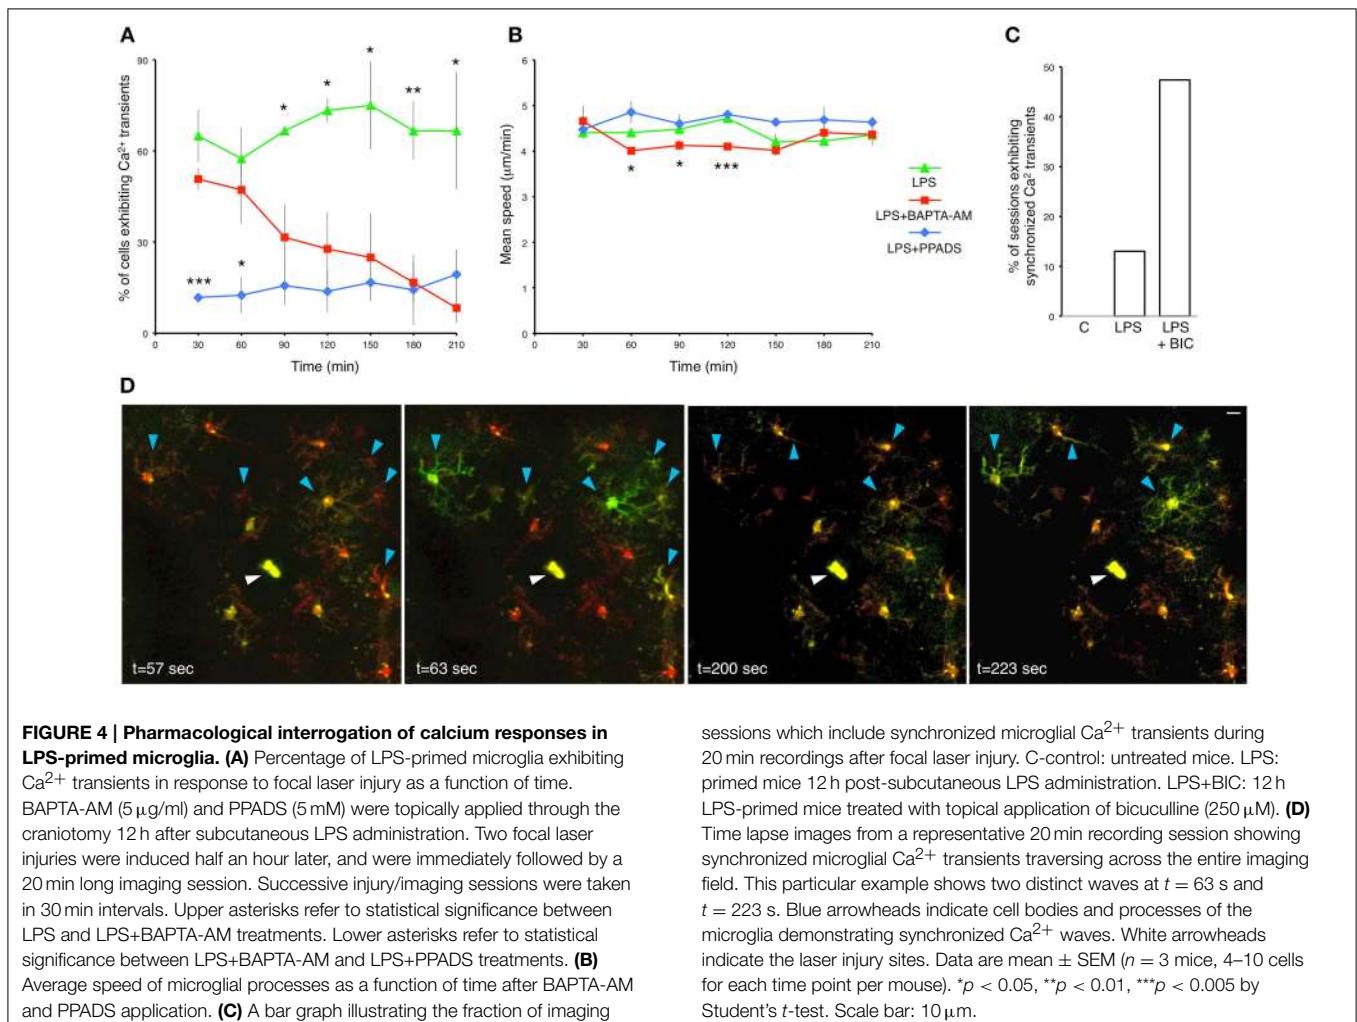 A
B
C
90
60
30
0
% of cells exhibiting Ca²⁺ transients
*
*
*
**
*
***
*
0
30
60
90
120
150
180
210
Time (min)
6
5
4
3
2
1
0
Mean speed (μm/min)
*
*
***
0
30
60
90
120
150
180
210
Time (min)
LPS
LPS+BAPTA-AM
LPS+PPADS
50
40
30
20
10
0
% of sessions exhibiting
synchronized Ca² transients
C
LPS
LPS
+ BIC
D
t=57 sec
t=63 sec
t=200 sec
t=223 sec
FIGURE 4 | Pharmacological interrogation of calcium responses in
LPS-primed microglia. (A) Percentage of LPS-primed microglia exhibiting
Ca²⁺ transients in response to focal laser injury as a function of time.
BAPTA-AM (5 μg/ml) and PPADS (5 mM) were topically applied through the
craniotomy 12 h after subcutaneous LPS administration. Two focal laser
injuries were induced half an hour later, and were immediately followed by a
20 min long imaging session. Successive injury/imaging sessions were taken
in 30 min intervals. Upper asterisks refer to statistical significance between
LPS and LPS+BAPTA-AM treatments. Lower asterisks refer to statistical
significance between LPS+BAPTA-AM and LPS+PPADS treatments. (B)
Average speed of microglial processes as a function of time after BAPTA-AM
and PPADS application. (C) A bar graph illustrating the fraction of imaging
sessions which include synchronized microglial Ca²⁺ transients during
20 min recordings after focal laser injury. C-control: untreated mice. LPS:
primed mice 12 h post-subcutaneous LPS administration. LPS+BIC: 12 h
LPS-primed mice treated with topical application of bicuculline (250 μM). (D)
Time lapse images from a representative 20 min recording session showing
synchronized microglial Ca²⁺ transients traversing across the entire imaging
field. This particular example shows two distinct waves at t = 63 s and
t = 223 s. Blue arrowheads indicate cell bodies and processes of the
microglia demonstrating synchronized Ca²⁺ waves. White arrowheads
indicate the laser injury sites. Data are mean ± SEM (n = 3 mice, 4–10 cells
for each time point per mouse). *p < 0.05, **p < 0.01, ***p < 0.005 by
Student's t-test. Scale bar: 10 μm.